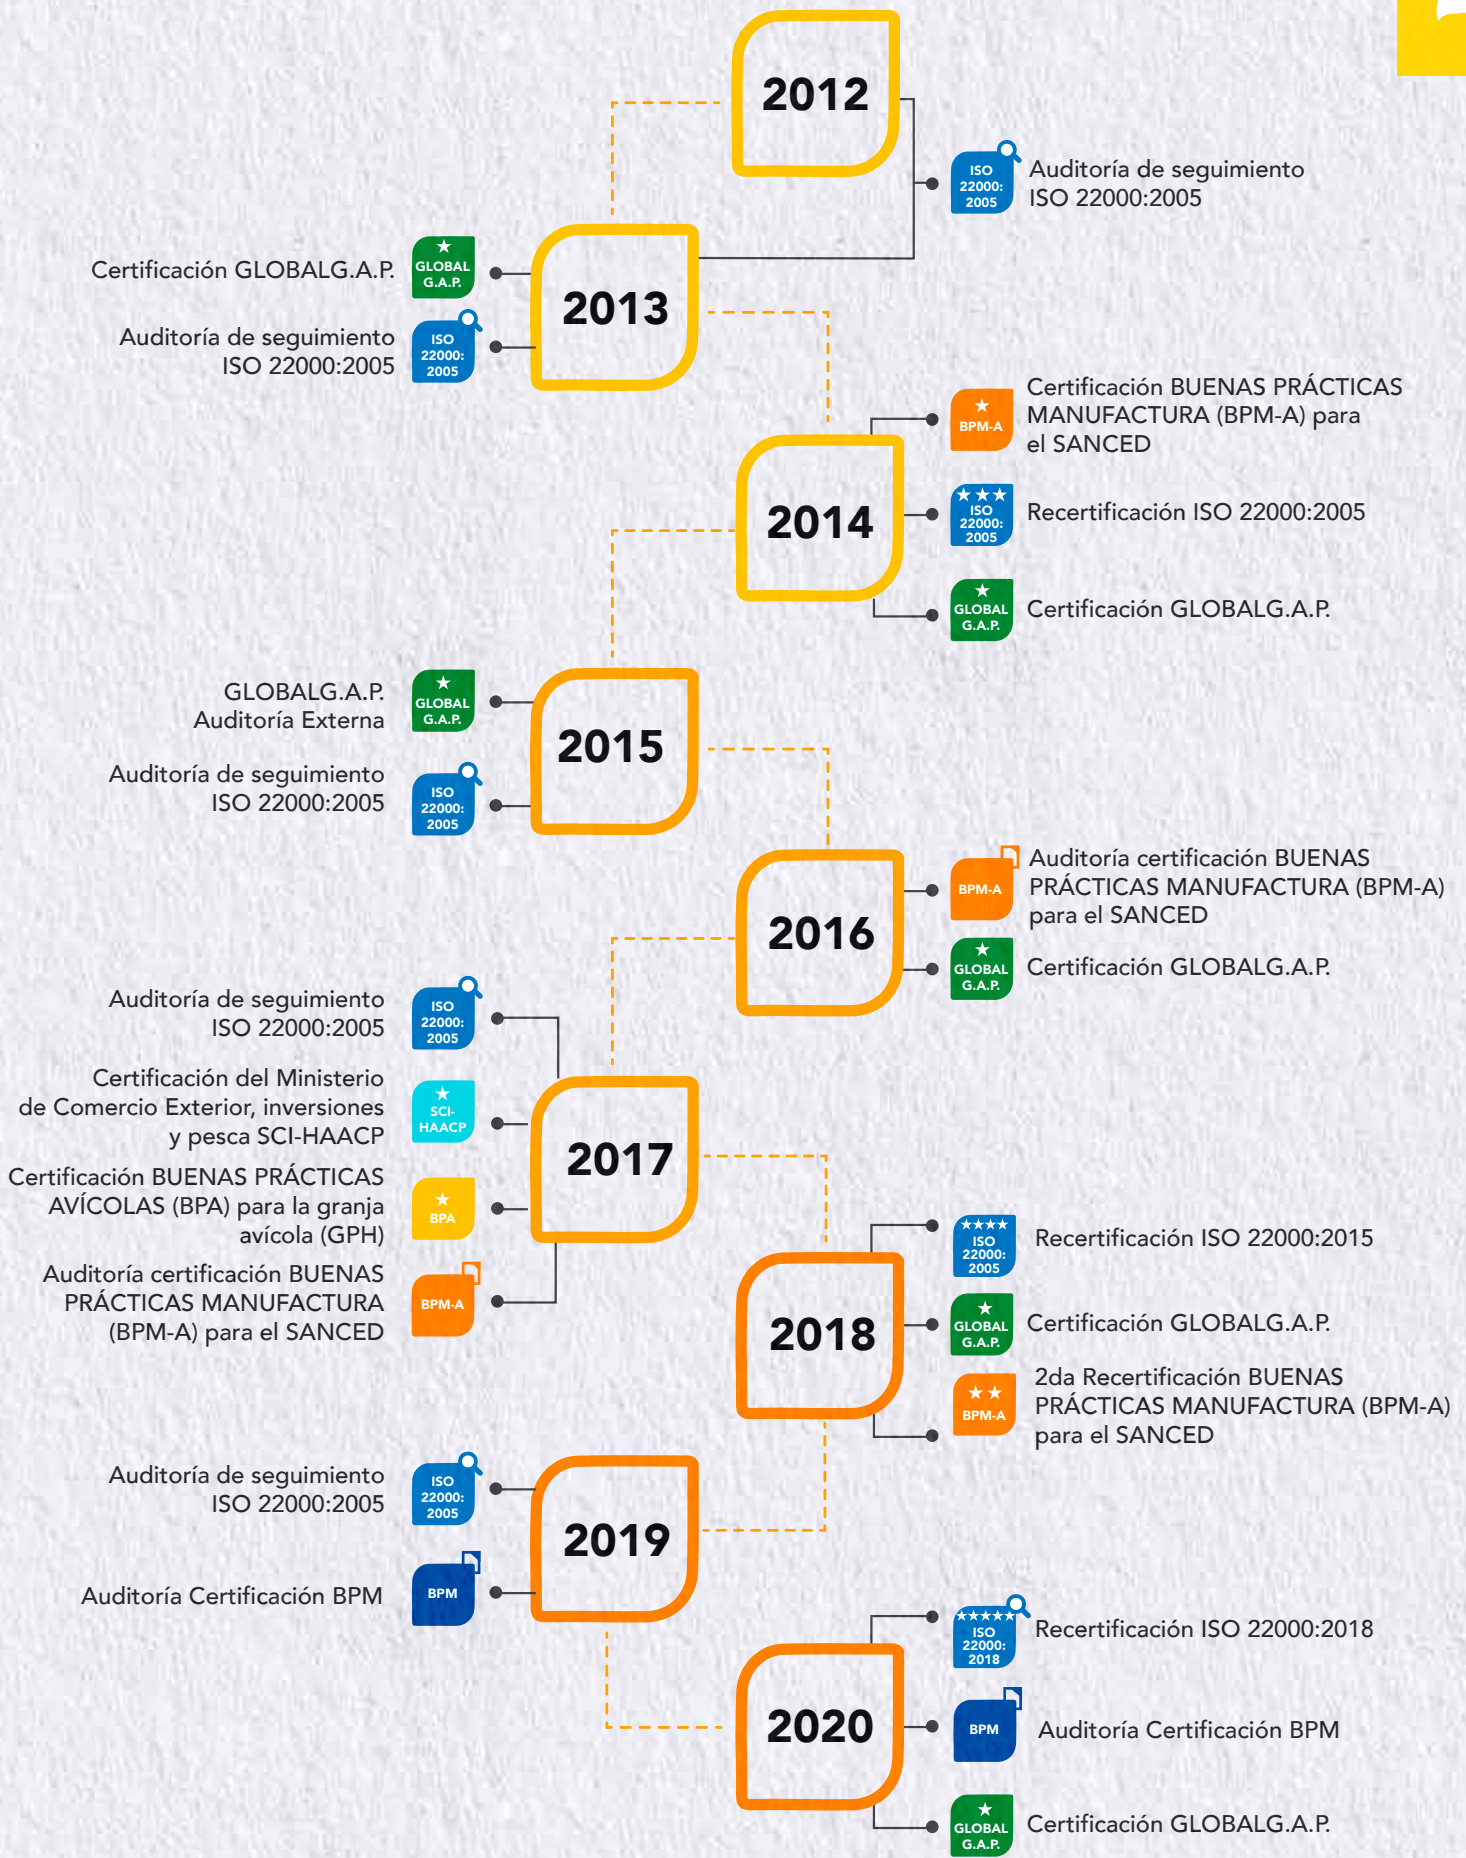 2012
ISO
22000:
2005
Auditoría de seguimiento
ISO 22000:2005
2013
Certificación GLOBALG.A.P.
GLOBAL
G.A.P.
Auditoría de seguimiento
ISO 22000:2005
ISO
22000:
2005
2014
BPM-A
Certificación BUENAS PRÁCTICAS
MANUFACTURA (BPM-A) para
el SANCED
ISO
22000:
2005
Recertificación ISO 22000:2005
GLOBAL
G.A.P.
Certificación GLOBALG.A.P.
2015
GLOBALG.A.P.
Auditoría Externa
GLOBAL
G.A.P.
Auditoría de seguimiento
ISO 22000:2005
ISO
22000:
2005
2016
BPM-A
Auditoría certificación BUENAS
PRÁCTICAS MANUFACTURA (BPM-A)
para el SANCED
GLOBAL
G.A.P.
Certificación GLOBALG.A.P.
2017
Auditoría de seguimiento
ISO 22000:2005
ISO
22000:
2005
Certificación del Ministerio
de Comercio Exterior, inversiones
y pesca SCI-HAACP
SCI-
HAACP
Certificación BUENAS PRÁCTICAS
AVÍCOLAS (BPA) para la granja
avícola (GPH)
BPA
Auditoría certificación BUENAS
PRÁCTICAS MANUFACTURA
(BPM-A) para el SANCED
BPM-A
2018
ISO
22000:
2005
Recertificación ISO 22000:2015
GLOBAL
G.A.P.
Certificación GLOBALG.A.P.
BPM-A
2da Recertificación BUENAS
PRÁCTICAS MANUFACTURA (BPM-A)
para el SANCED
2019
Auditoría de seguimiento
ISO 22000:2005
ISO
22000:
2005
Auditoría Certificación BPM
BPM
2020
ISO
22000:
2018
Recertificación ISO 22000:2018
BPM
Auditoría Certificación BPM
GLOBAL
G.A.P.
Certificación GLOBALG.A.P.